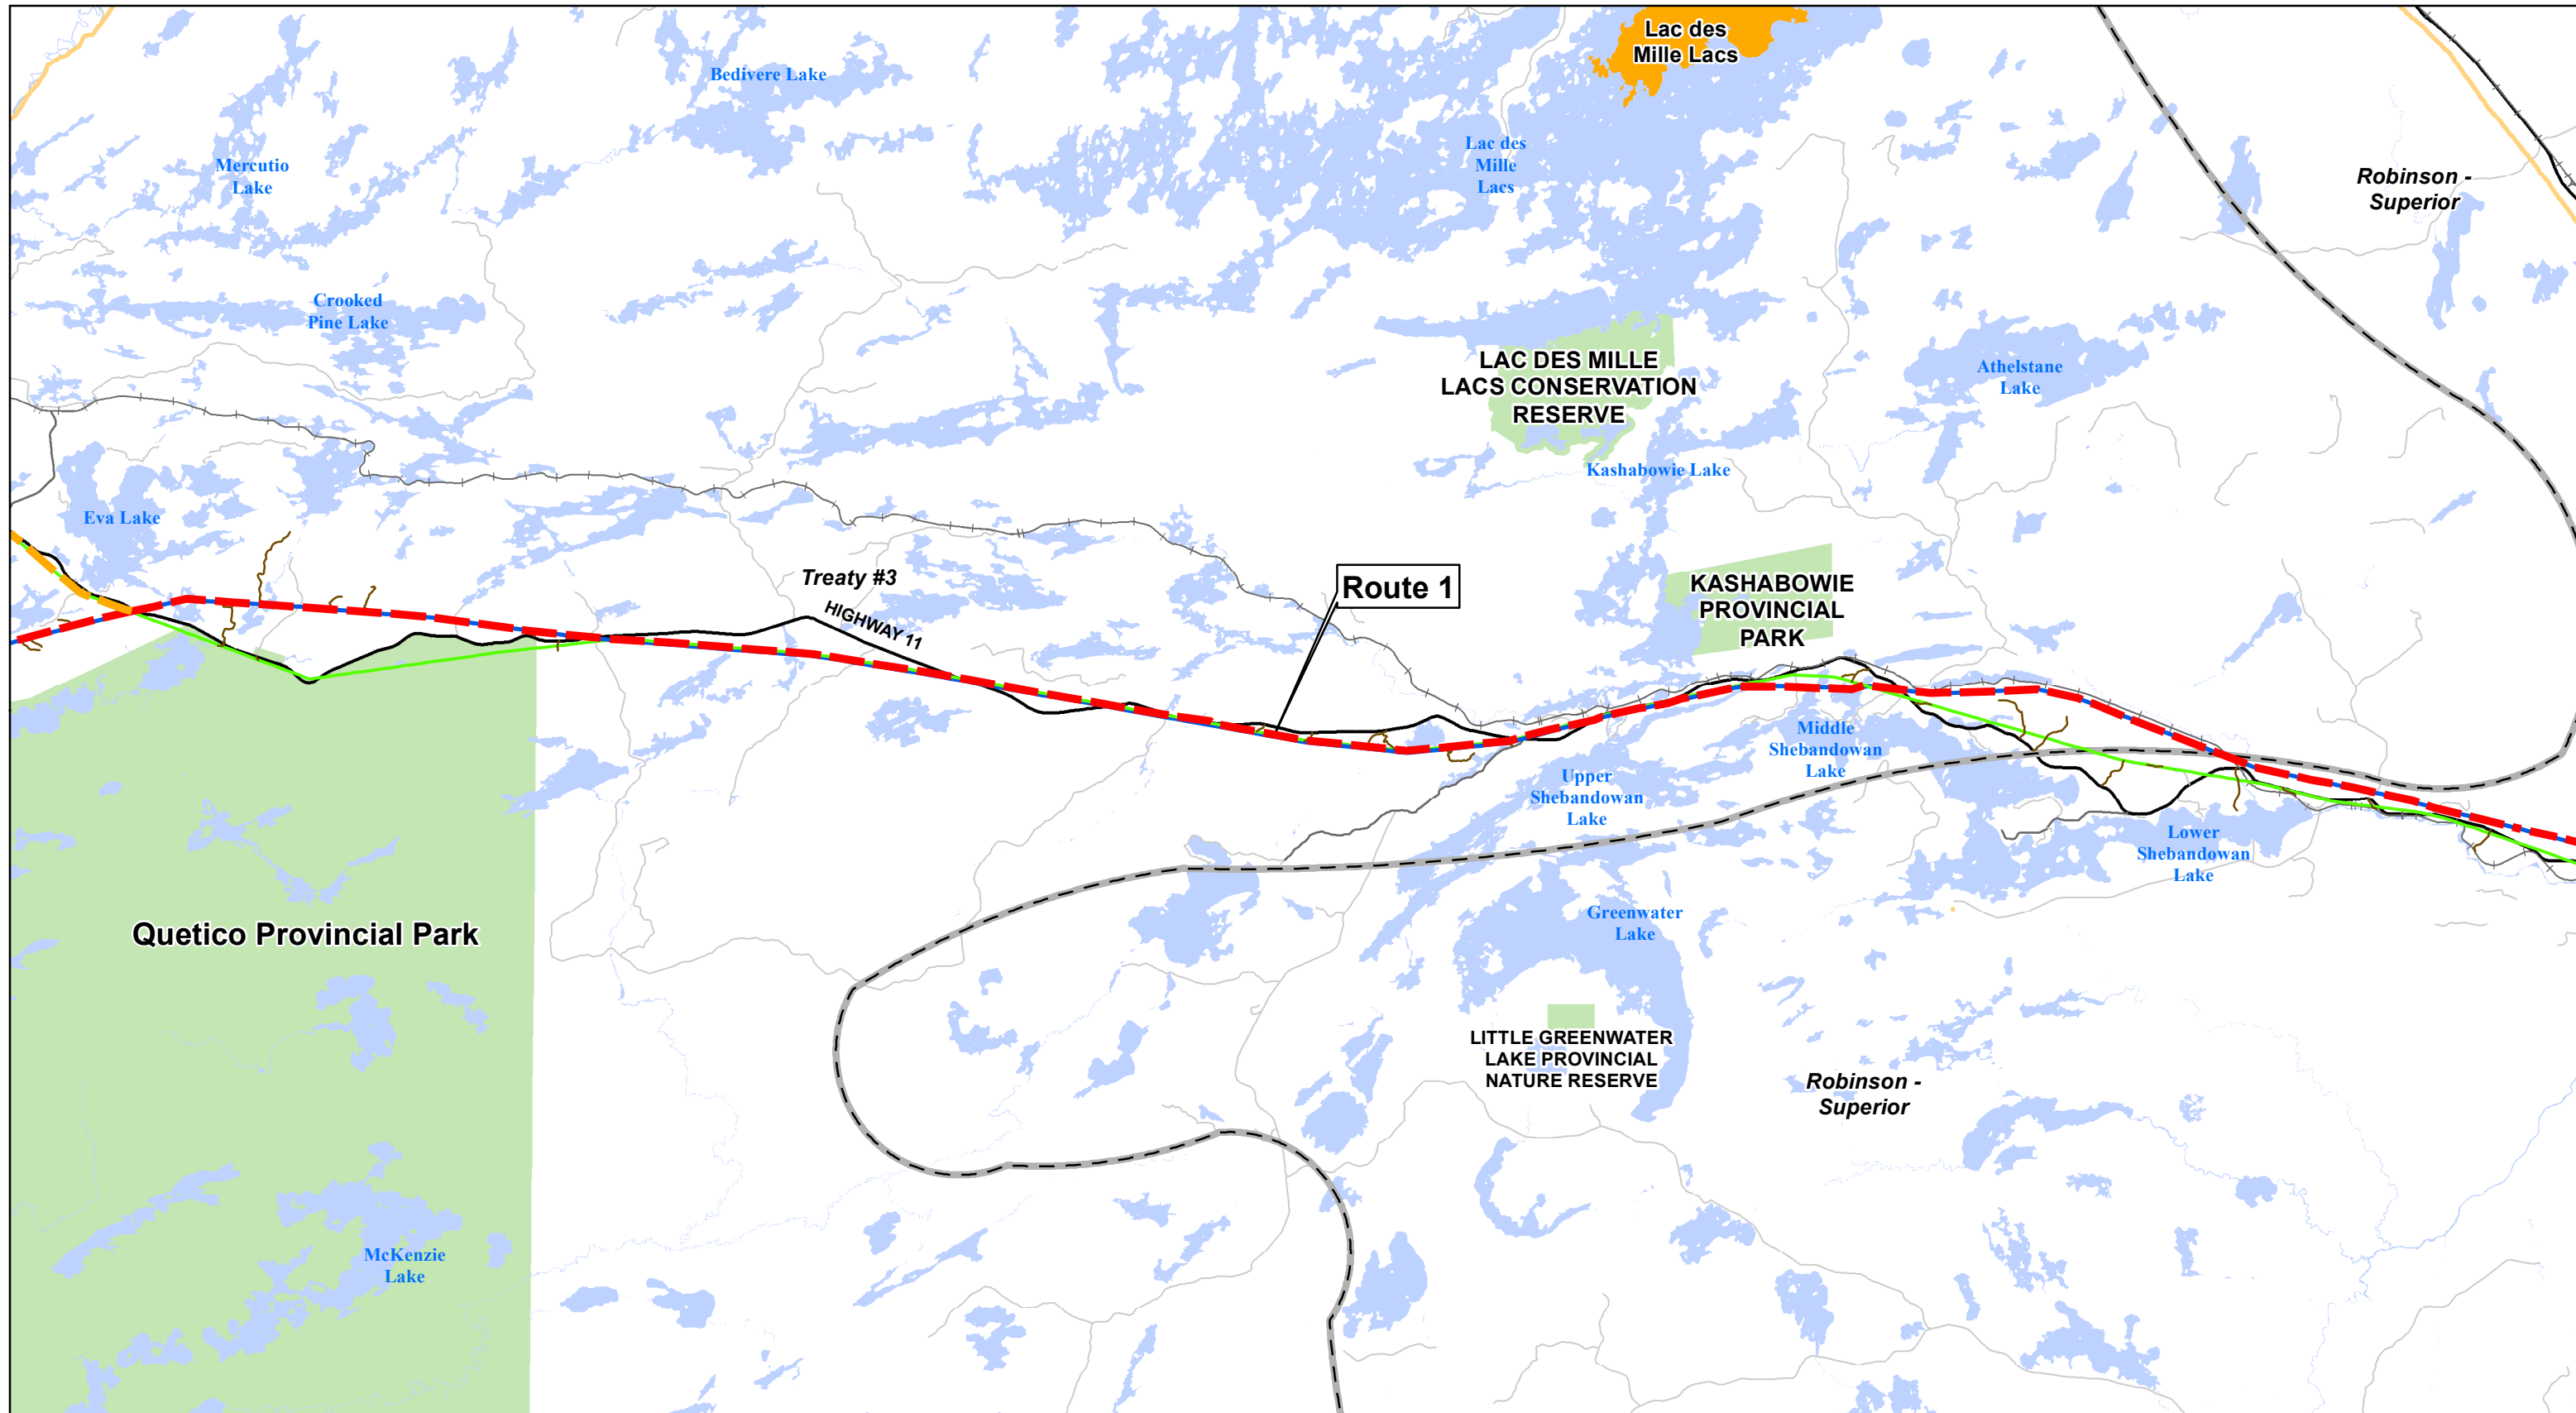 Lac des
Mille Lacs
Bedivere Lake
Mercutio
Lake
Lac des
Mille
Lacs
Robinson -
Superior
Crooked
Pine Lake
LAC DES MILLE
LACS CONSERVATION
RESERVE
Athelstane
Lake
Kashabowie Lake
Eva Lake
Treaty #3
HIGHWAY 11
Route 1
KASHABOWIE
PROVINCIAL
PARK
Middle
Shebandowan
Lake
Upper
Shebandowan
Lake
Lower
Shebandowan
Lake
Quetico Provincial Park
Greenwater
Lake
LITTLE GREENWATER
LAKE PROVINCIAL
NATURE RESERVE
Robinson -
Superior
McKenzie
Lake